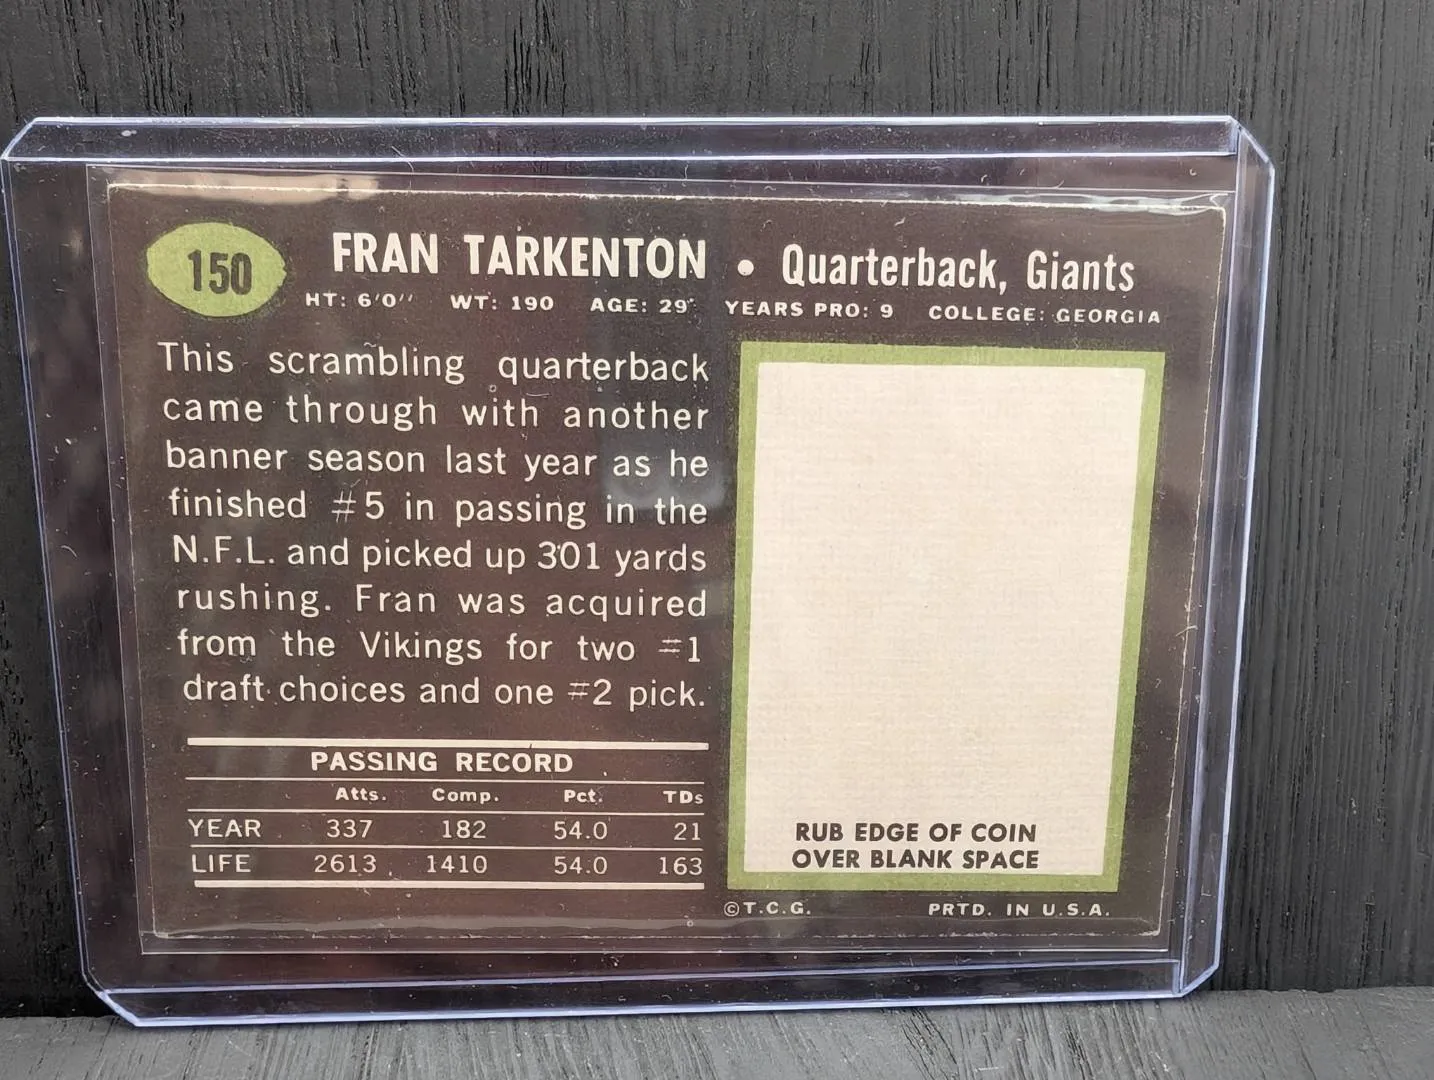 150
FRAN TARKENTON • Quarterback, Giants
HT: 6'0" WT: 190 AGE: 29 YEARS PRO: 9 COLLEGE: GEORGIA
This scrambling quarterback
came through with another
banner season last year as he
finished #5 in passing in the
N.F.L. and picked up 301 yards
rushing. Fran was acquired
from the Vikings for two #1
draft choices and one #2 pick.
PASSING RECORD
Atts. Comp. Pct. TDs
YEAR 337 182 54.0 21
LIFE 2613 1410 54.0 163
RUB EDGE OF COIN
OVER BLANK SPACE
©T.C.G. PRTD. IN U.S.A.